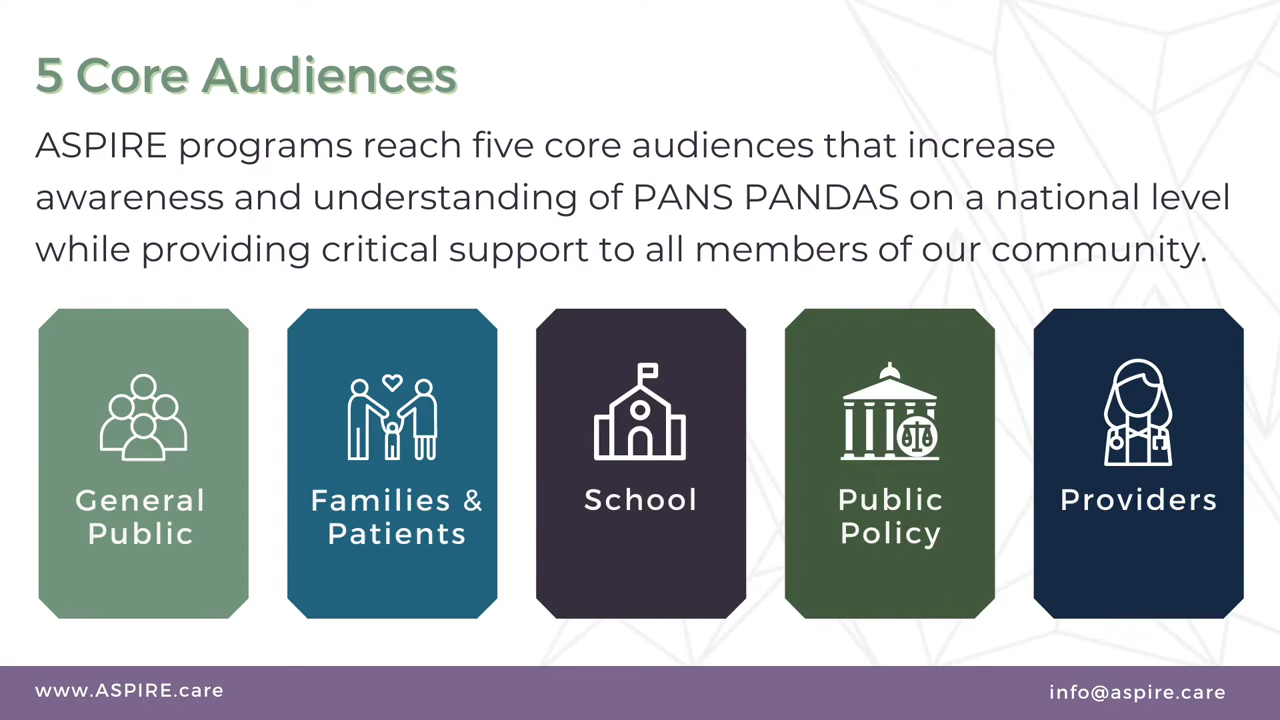 5 Core Audiences
ASPIRE programs reach five core audiences that increase
awareness and understanding of PANS PANDAS on a national level
while providing critical support to all members of our community.
General
Public
Families &
Patients
School
Public
Policy
Providers
www.ASPIRE.care
info@aspire.care